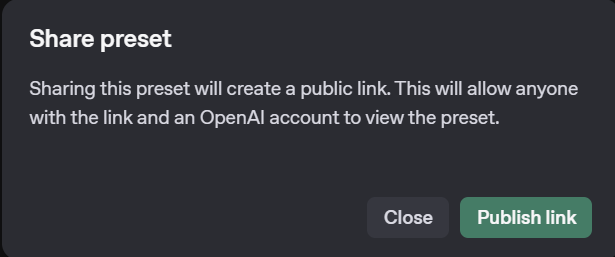 Share preset
Sharing this preset will create a public link. This will allow anyone
with the link and an OpenAI account to view the preset.
Close
Publish link